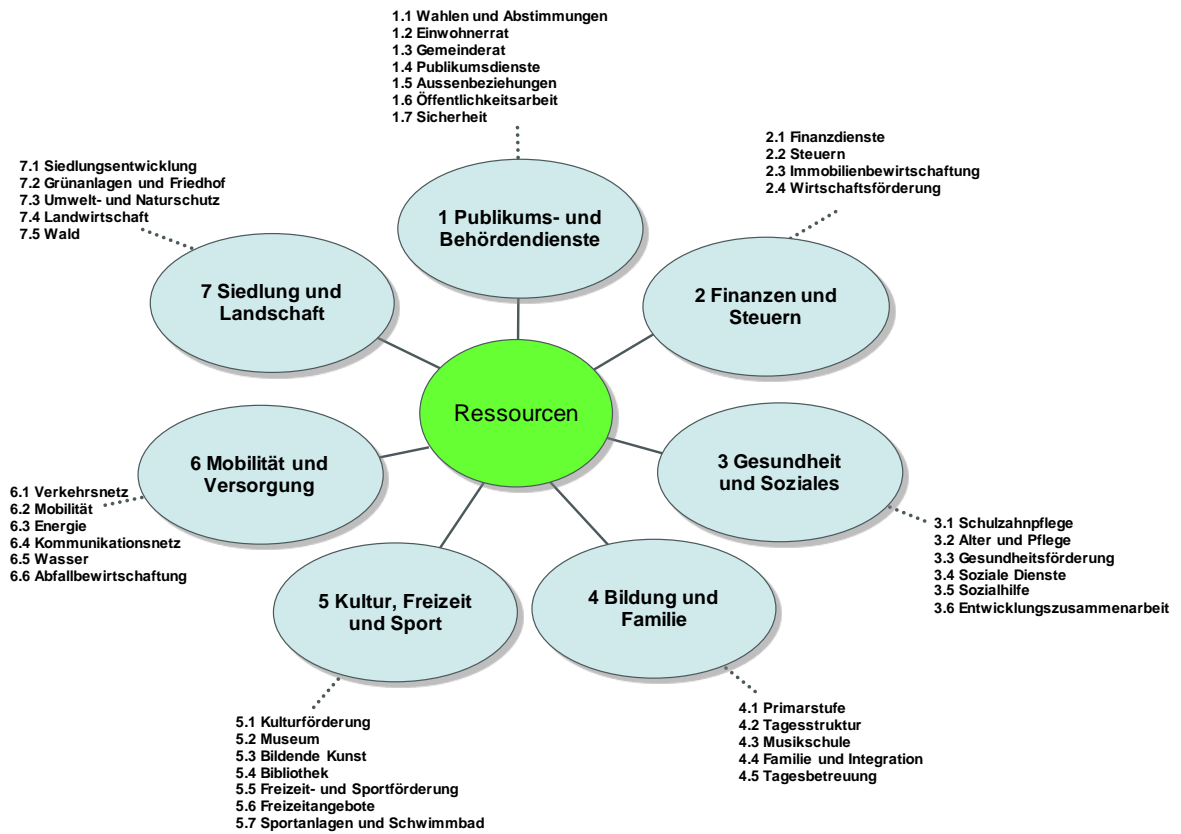 1.1 Wahlen und Abstimmungen
1.2 Einwohnerrat
1.3 Gemeinderat
1.4 Publikumsdienste
1.5 Aussenbeziehungen
1.6 Öffentlichkeitsarbeit
1.7 Sicherheit
1 Publikums- und
Behördendienste
2.1 Finanzdienste
2.2 Steuern
2.3 Immobilienbewirtschaftung
2.4 Wirtschaftsförderung
2 Finanzen und
Steuern
3 Gesundheit
und Soziales
3.1 Schulzahnpflege
3.2 Alter und Pflege
3.3 Gesundheitsförderung
3.4 Soziale Dienste
3.5 Sozialhilfe
3.6 Entwicklungszusammenarbeit
4 Bildung und
Familie
4.1 Primarstufe
4.2 Tagesstruktur
4.3 Musikschule
4.4 Familie und Integration
4.5 Tagesbetreuung
5 Kultur, Freizeit
und Sport
5.1 Kulturförderung
5.2 Museum
5.3 Bildende Kunst
5.4 Bibliothek
5.5 Freizeit- und Sportförderung
5.6 Freizeitangebote
5.7 Sportanlagen und Schwimmbad
6 Mobilität und
Versorgung
6.1 Verkehrsnetz
6.2 Mobilität
6.3 Energie
6.4 Kommunikationsnetz
6.5 Wasser
6.6 Abfallbewirtschaftung
7.1 Siedlungsentwicklung
7.2 Grünanlagen und Friedhof
7.3 Umwelt- und Naturschutz
7.4 Landwirtschaft
7.5 Wald
7 Siedlung und
Landschaft
Ressourcen